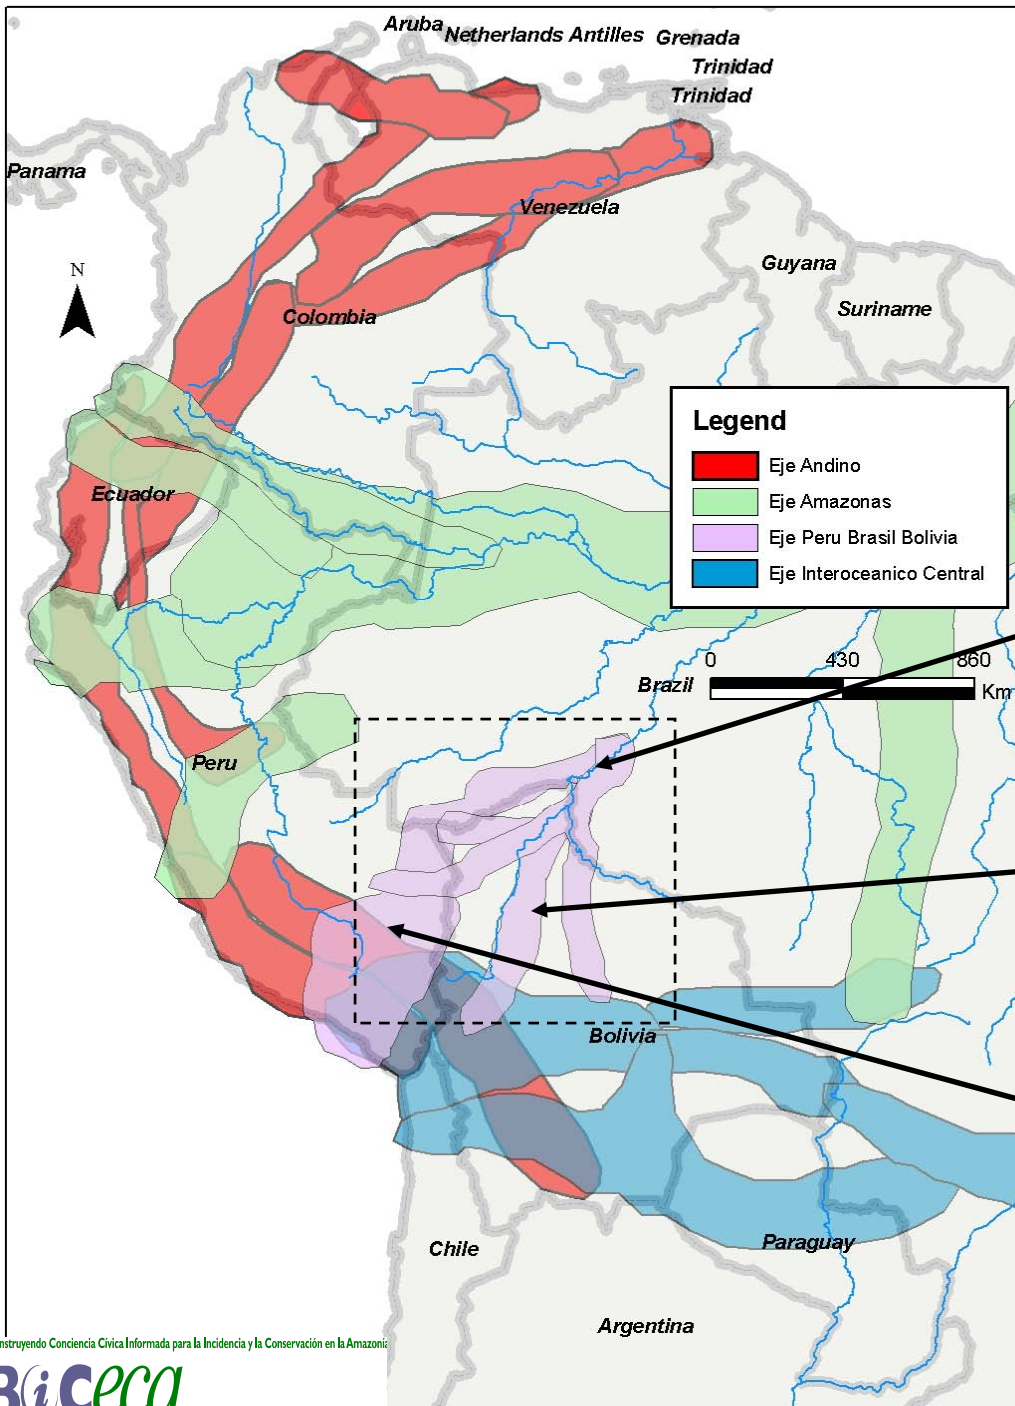 Aruba
Netherlands Antilles
Grenada
Trinidad
Trinidad
Panama
Venezuela
Guyana
N
Suriname
Colombia
Legend
Eje Andino
Eje Amazonas
Ecuador
Eje Peru Brasil Bolivia
Eje Interoceanico Central
0 430 860
Brazil
Km
Peru
Bolivia
Paraguay
Chile
Argentina
nstruyendo Conciencia Cívica Informada para la Incidencia y la Conservación en la Amazonía
BiCeca